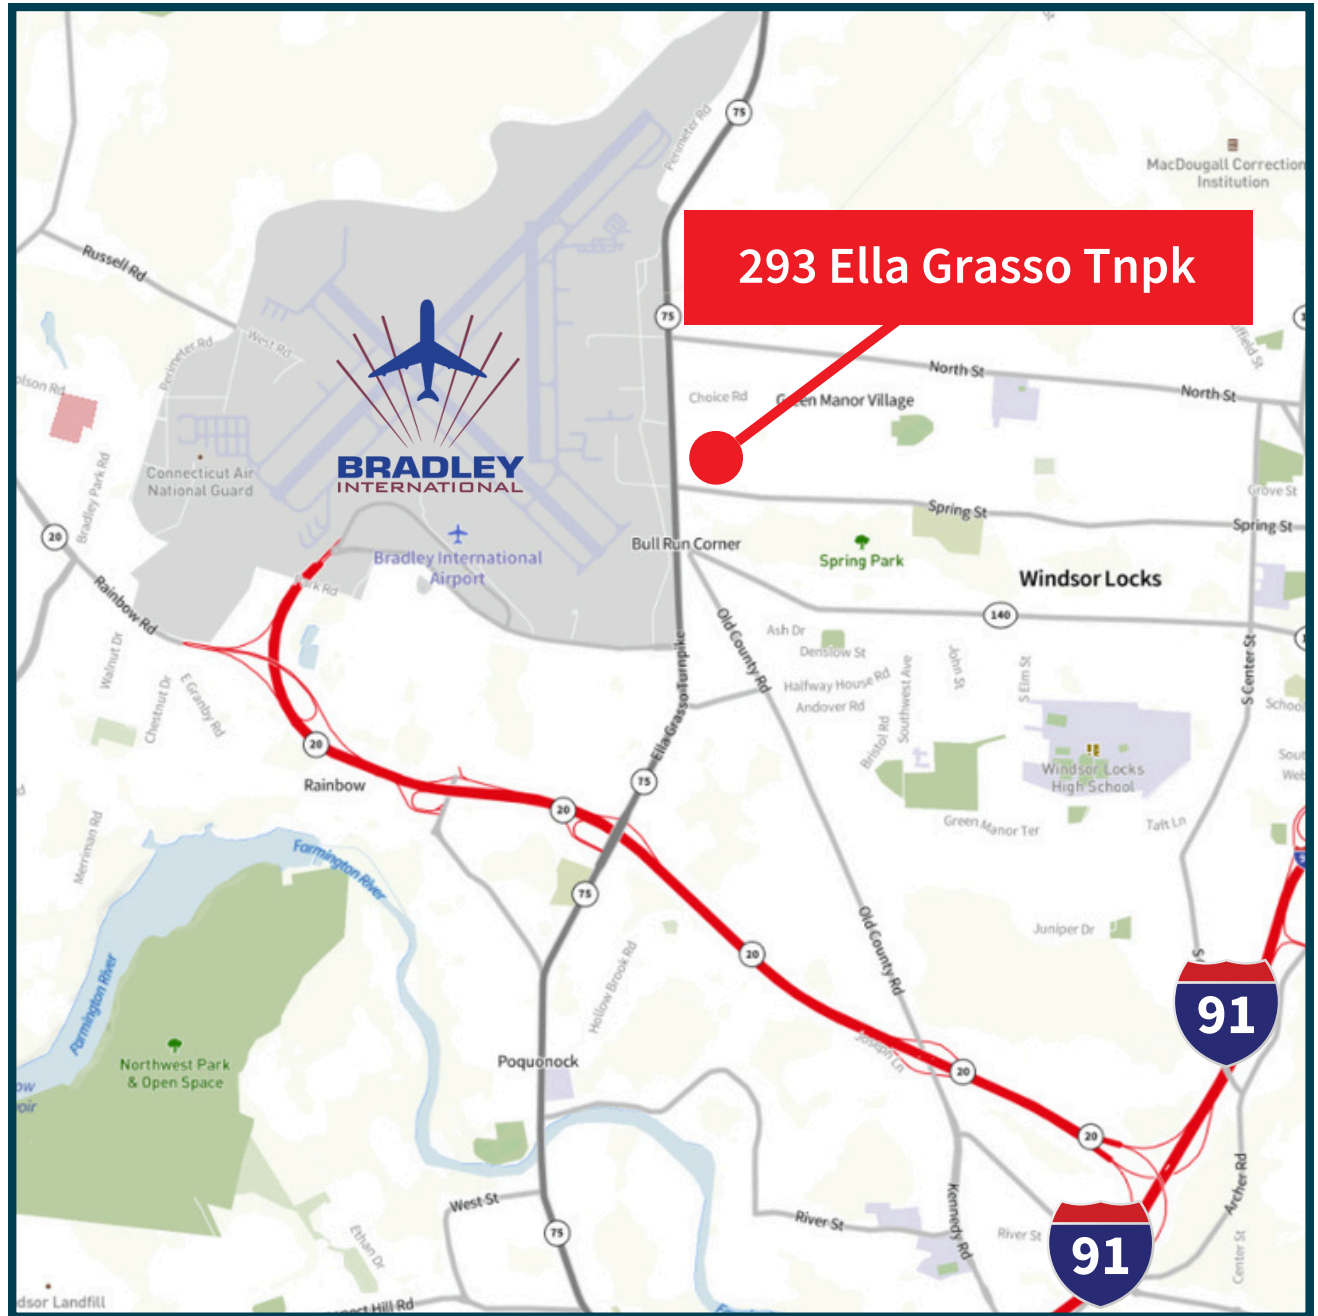 75
Perimeter Rd
MacDougall Correction
Institution
293 Ella Grasso Tnpk
Russell Rd
75
Perimeter Rd
West Rd
North St
North St
Choice Rd
Manor Village
BRADLEY
INTERNATIONAL
Connecticut Air
National Guard
Bradley Park Rd
Grove St
Spring St
Spring St
20
Bull Run Corner
Bradley International
Airport
Spring Park
Windsor Locks
Rainbow Rd
140
Old County Rd
Ash Dr
Denslow St
Halfway House Rd
Andover Rd
Southwest Ave
John St
S Elm St
S Center St
Walnut Dr
Chestnut Dr
E Granby Rd
Ella Grasso Turnpike
Bristol Rd
School
20
Rainbow
75
20
Windsor Locks
High School
Green Manor Ter
Taft Ln
Merriman Rd
Farmington River
75
Old County Rd
Juniper Dr
20
Hollow Brook Rd
Farmington River
91
Northwest Park
& Open Space
Poquonock
Joseph Ln
20
20
Archer Rd
West St
Kennedy Rd
River St
River St
75
Ethan Dr
Center St
91
dsor Landfill
Hill Rd